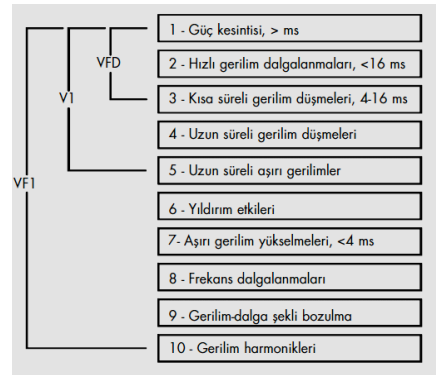 1 - Güç kesintisi, > ms
VFD
2 - Hızlı gerilim dalgalanmaları, <16 ms
V1
3 - Kısa süreli gerilim düşmeleri, 4-16 ms
4 - Uzun süreli gerilim düşmeleri
5 - Uzun süreli aşırı gerilimler
VF1
6 - Yıldırım etkileri
7- Aşırı gerilim yükselmeleri, <4 ms
8 - Frekans dalgalanmaları
9 - Gerilim-dalga şekli bozulma
10 - Gerilim harmonikleri